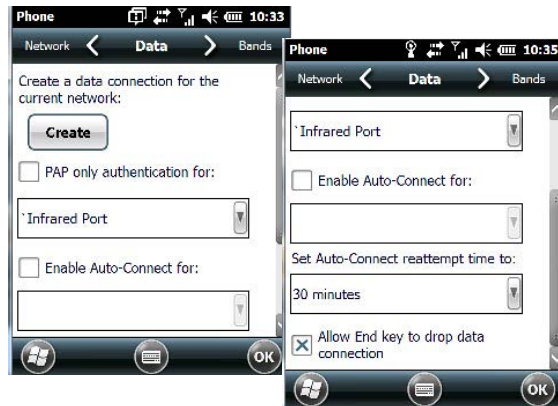 Phone 10:33
Network Data Bands
Create a data connection for the
current network:
Create
PAP only authentication for:
`Infrared Port
Enable Auto-Connect for:
OK
Phone 10:35
Network Data Bands
`Infrared Port
Enable Auto-Connect for:
Set Auto-Connect reattempt time to:
30 minutes
Allow End key to drop data
connection
OK